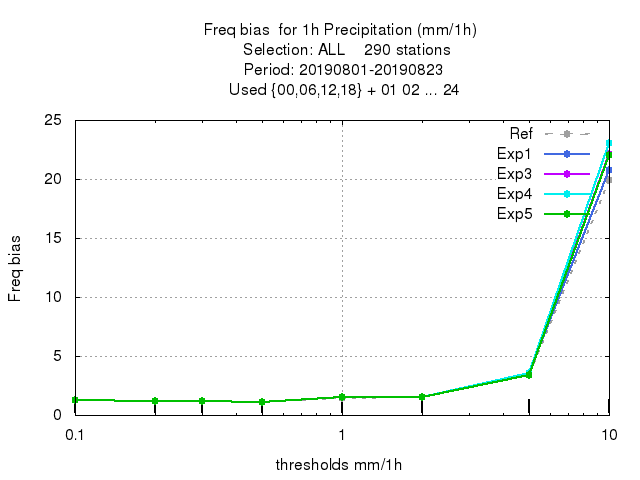 Freq bias for 1h Precipitation (mm/1h)
Selection: ALL 290 stations
Period: 20190801-20190823
Used {00,06,12,18} + 01 02 ... 24
Freq bias
25
20
15
10
5
0
Ref
Exp1
Exp3
Exp4
Exp5
0.1 1 10
thresholds mm/1h